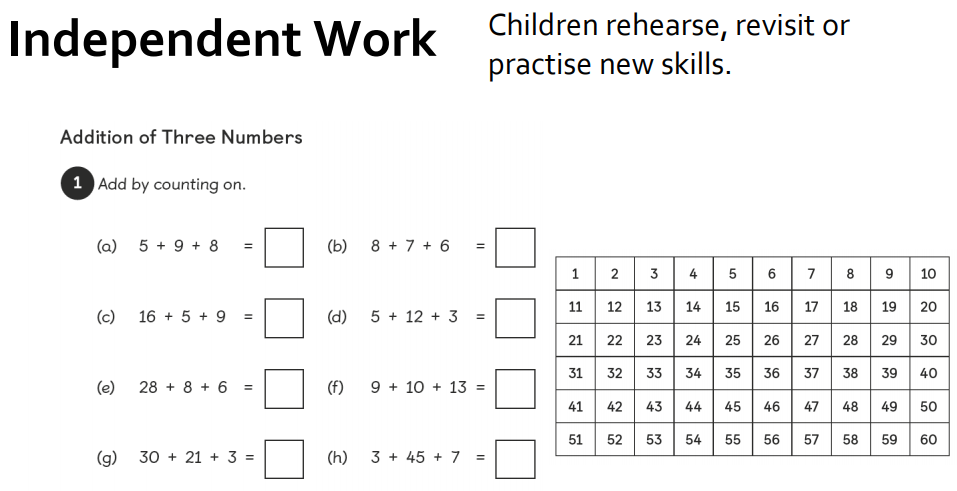 Independent Work
Children rehearse, revisit or
practise new skills.
Addition of Three Numbers
1 Add by counting on.
(a) 5 + 9 + 8 = (b) 8 + 7 + 6 =
(c) 16 + 5 + 9 = (d) 5 + 12 + 3 =
(e) 28 + 8 + 6 = (f) 9 + 10 + 13 =
(g) 30 + 21 + 3 = (h) 3 + 45 + 7 =
1 2 3 4 5 6 7 8 9 10
11 12 13 14 15 16 17 18 19 20
21 22 23 24 25 26 27 28 29 30
31 32 33 34 35 36 37 38 39 40
41 42 43 44 45 46 47 48 49 50
51 52 53 54 55 56 57 58 59 60